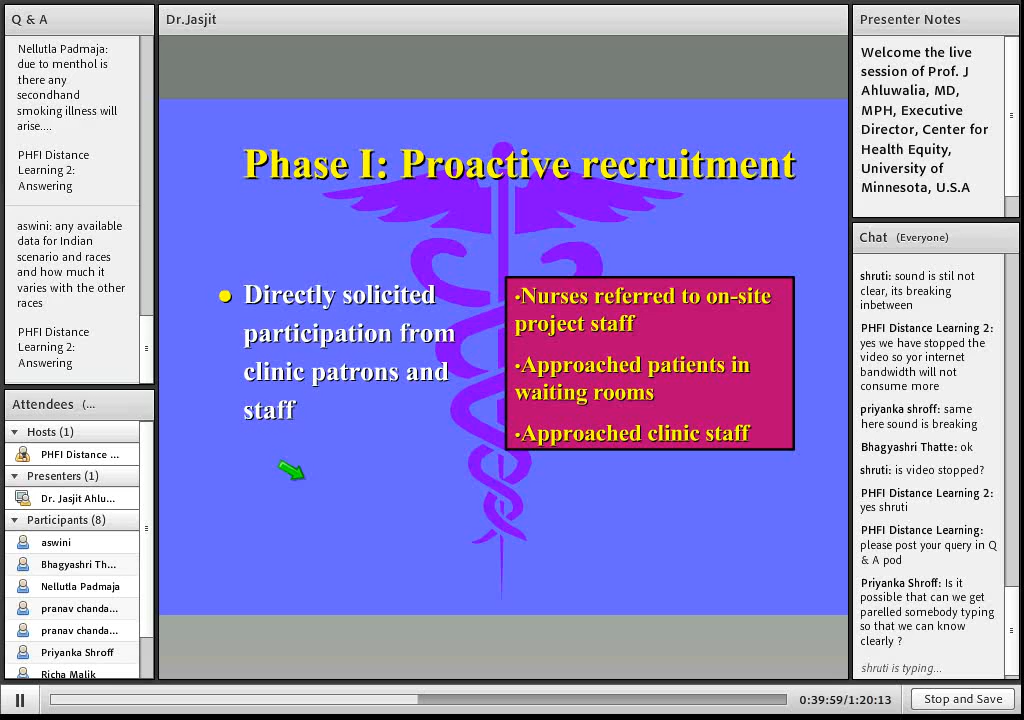 Q & A
Nellutla Padmaja:
due to menthol is
there any
secondhand
smoking illness will
arise....
PHFI Distance
Learning 2:
Answering
aswini: any available
data for Indian
scenario and races
and how much it
varies with the other
races
PHFI Distance
Learning 2:
Answering
Attendees (...
Hosts (1)
PHFI Distance ...
Presenters (1)
Dr. Jasjit Ahlu...
Participants (8)
aswini
Bhagyashri Th...
Nellutla Padmaja
pranav chanda...
pranav chanda...
Priyanka Shroff
Richa Malik
Dr.Jasjit
Phase I: Proactive recruitment
• Directly solicited
participation from
clinic patrons and
staff
•Nurses referred to on-site
project staff
•Approached patients in
waiting rooms
•Approached clinic staff
Presenter Notes
Welcome the live
session of Prof. J
Ahluwalia, MD,
MPH, Executive
Director, Center for
Health Equity,
University of
Minnesota, U.S.A
Chat (Everyone)
shruti: sound is stil not
clear, its breaking
inbetween
PHFI Distance Learning 2:
yes we have stopped the
video so yor internet
bandwidth will not
consume more
priyanka shroff: same
here sound is breaking
Bhagyashri Thatte: ok
shruti: is video stopped?
PHFI Distance Learning 2:
yes shruti
PHFI Distance Learning:
please post your query in Q
& A pod
Priyanka Shroff: Is it
possible that can we get
parelled somebody typing
so that we can know
clearly ?
shruti is typing...
0:39:59/1:20:13
Stop and Save